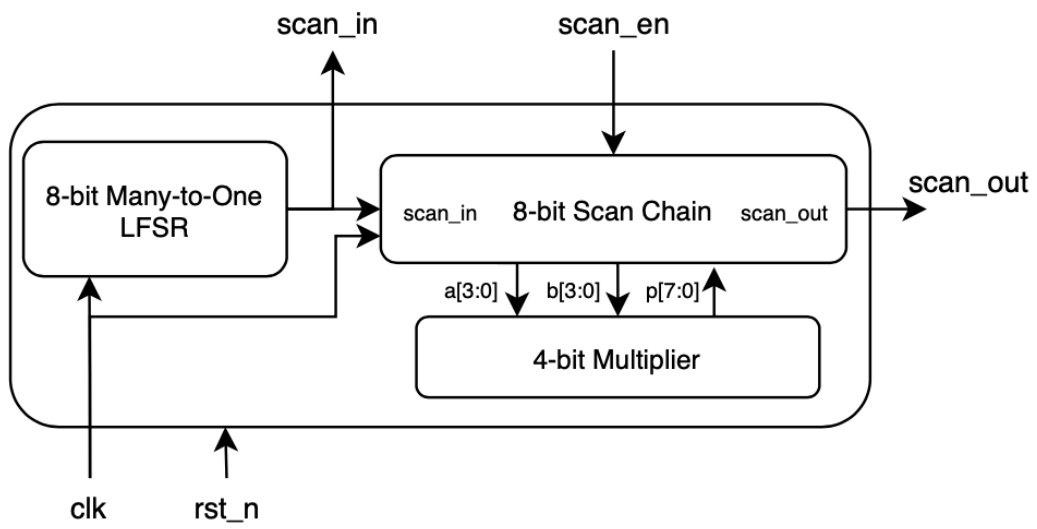 scan_in
scan_en
8-bit Many-to-One
LFSR
scan_in
8-bit Scan Chain
scan_out
scan_out
a[3:0]
b[3:0]
p[7:0]
4-bit Multiplier
clk
rst_n